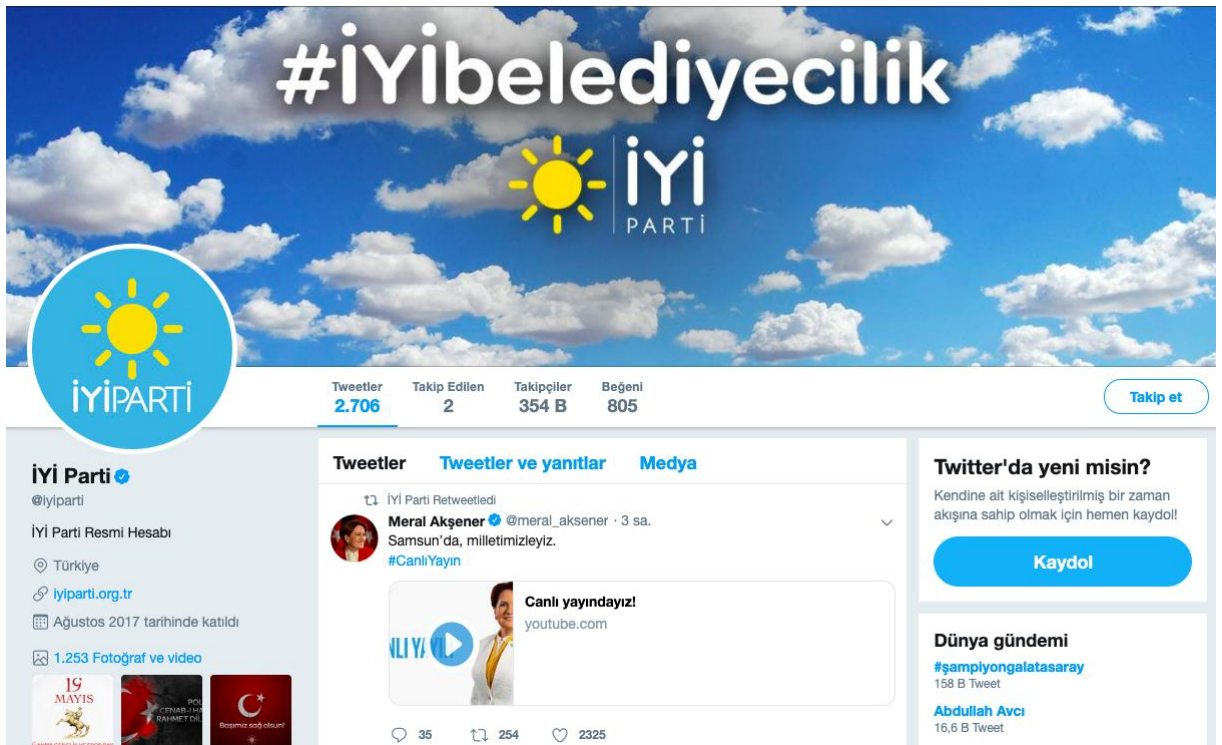 #İYİbelediyecilik
İYİ
PARTİ
İYİPARTİ
Tweetler
2.706
Takip Edilen
2
Takipçiler
354 B
Beğeni
805
Takip et
İYİ Parti
@iyiparti
İYİ Parti Resmi Hesabı
Türkiye
iyiparti.org.tr
Ağustos 2017 tarihinde katıldı
1.253 Fotoğraf ve video
19
MAYIS
Başımız sağ olsun!
Tweetler
Tweetler ve yanıtlar
Medya
İYİ Parti Retweetledi
Meral Akşener @meral_aksener · 3 sa.
Samsun'da, milletimizleyiz.
#CanlıYayın
Canlı yayındayız!
youtube.com
35
254
2325
Twitter'da yeni misin?
Kendine ait kişiselleştirilmiş bir zaman
akışına sahip olmak için hemen kaydol!
Kaydol
Dünya gündemi
#şampiyongalatasaray
158 B Tweet
Abdullah Avcı
16,6 B Tweet